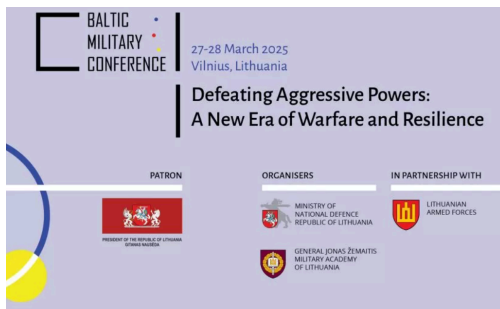 BALTIC
MILITARY
CONFERENCE
27-28 March 2025
Vilnius, Lithuania
Defeating Aggressive Powers:
A New Era of Warfare and Resilience
PATRON
PRESIDENT OF THE REPUBLIC OF LITHUANIA
GITANAS NAUSĖDA
ORGANISERS
MINISTRY OF
NATIONAL DEFENCE
REPUBLIC OF LITHUANIA
GENERAL JONAS ŽEMAITIS
MILITARY ACADEMY
OF LITHUANIA
IN PARTNERSHIP WITH
LITHUANIAN
ARMED FORCES